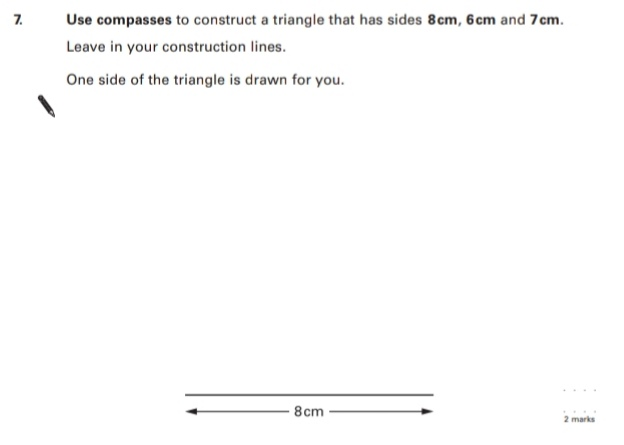 7. Use compasses to construct a triangle that has sides 8cm, 6cm and 7cm.
Leave in your construction lines.
One side of the triangle is drawn for you.
8cm
2 marks